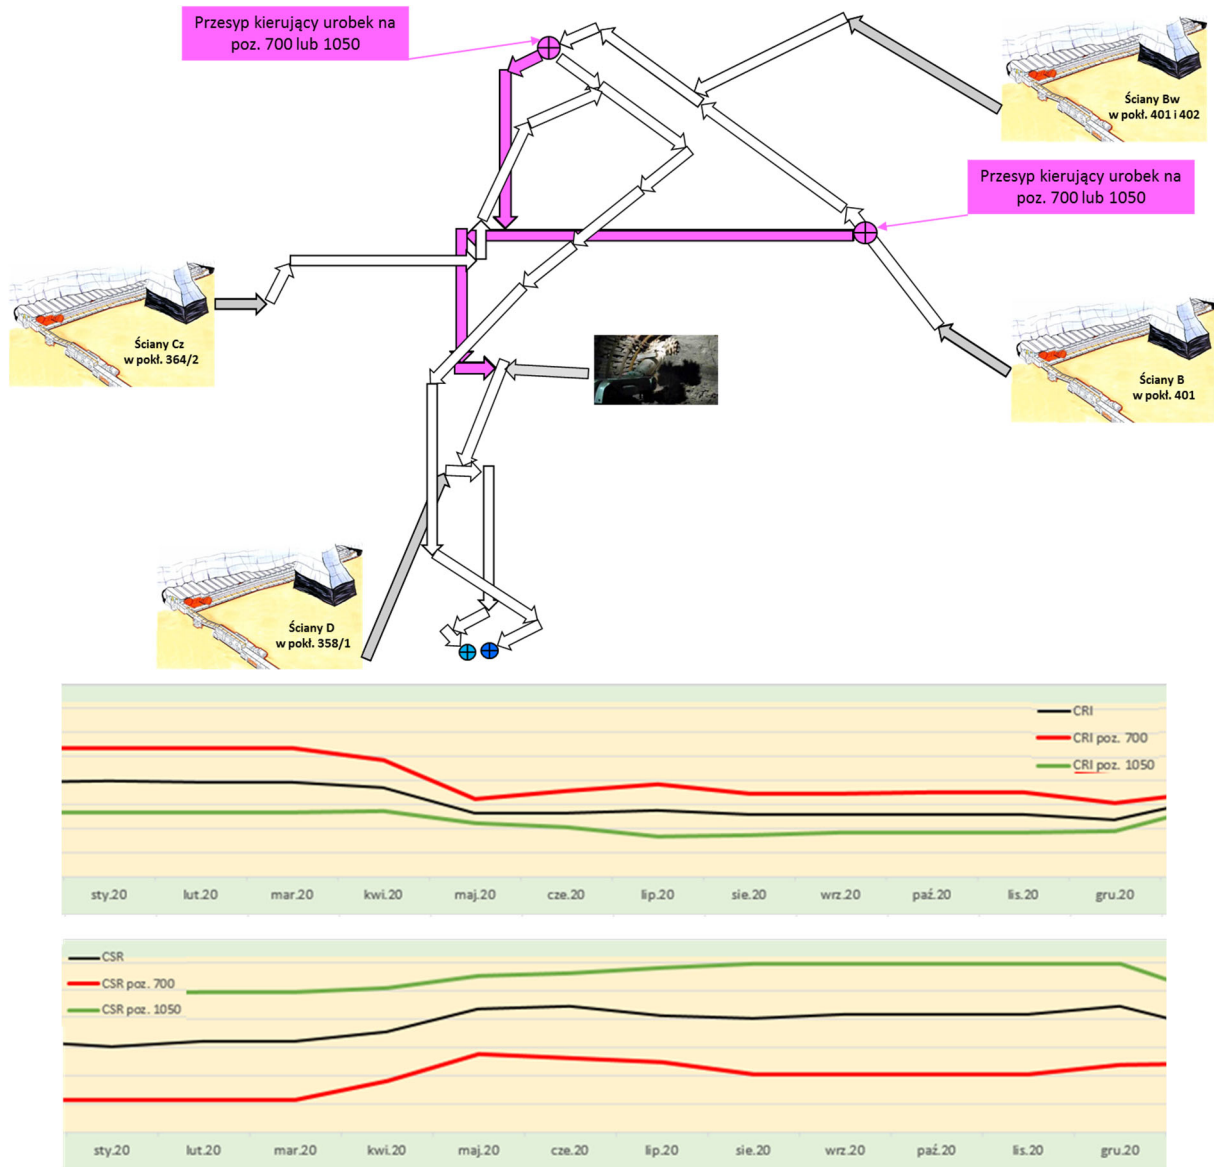 Przesyp kierujący urobek na
poz. 700 lub 1050
Ściany Bw
w pokł. 401 i 402
Przesyp kierujący urobek na
poz. 700 lub 1050
Ściany Cz
w pokł. 364/2
Ściany B
w pokł. 401
Ściany D
w pokł. 358/1
CRI
CRI poz. 700
CRI poz. 1050
sty.20 lut.20 mar.20 kwi.20 maj.20 cze.20 lip.20 sie.20 wrz.20 paź.20 lis.20 gru.20
CSR
CSR poz. 700
CSR poz. 1050
sty.20 lut.20 mar.20 kwi.20 maj.20 cze.20 lip.20 sie.20 wrz.20 paź.20 lis.20 gru.20